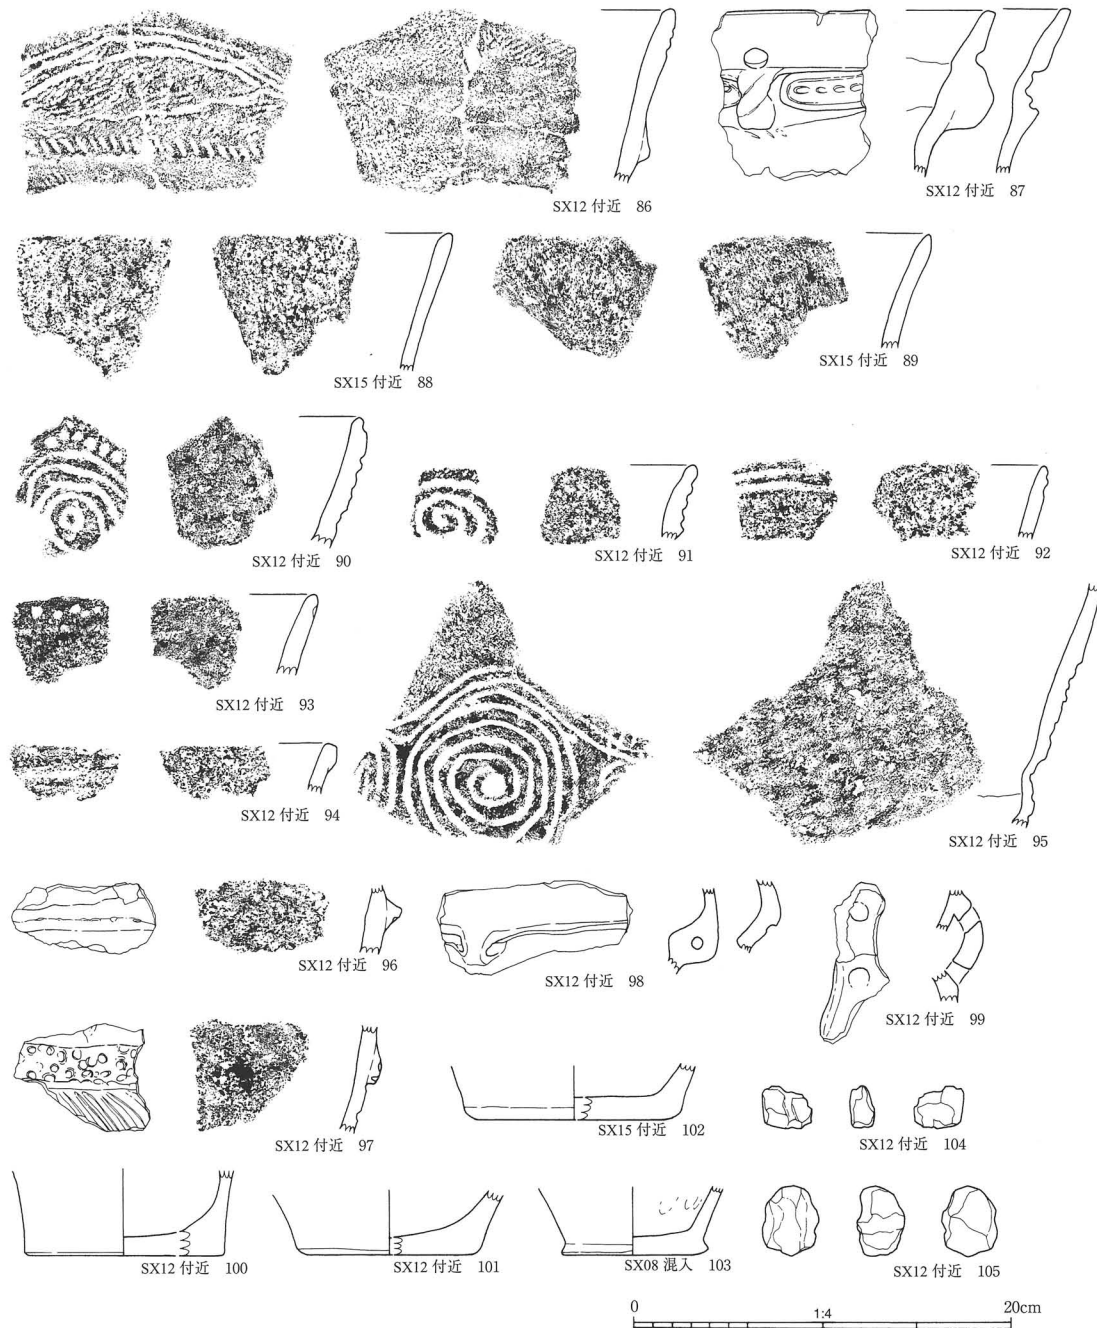 SX12 付近 86
SX12 付近 87
SX15 付近 88
SX15 付近 89
SX12 付近 90
SX12 付近 91
SX12 付近 92
SX12 付近 93
SX12 付近 94
SX12 付近 95
SX12 付近 96
SX12 付近 98
SX12 付近 99
SX12 付近 97
SX15 付近 102
SX12 付近 104
SX12 付近 100
SX12 付近 101
SX08 混入 103
SX12 付近 105
0 1:4 20cm